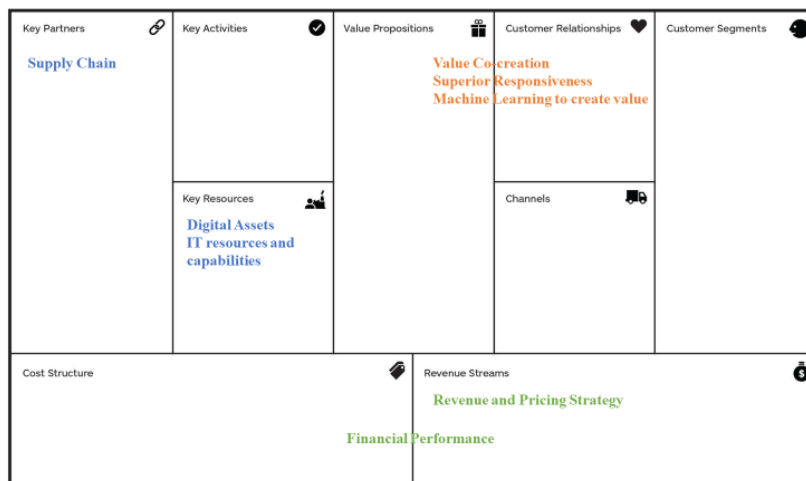 Key Partners
Supply Chain
Key Activities
Key Resources
Digital Assets
IT resources and
capabilities
Value Propositions
Customer Relationships
Value Co-creation
Superior Responsiveness
Machine Learning to create value
Channels
Customer Segments
Cost Structure
Revenue Streams
Revenue and Pricing Strategy
Financial Performance
$